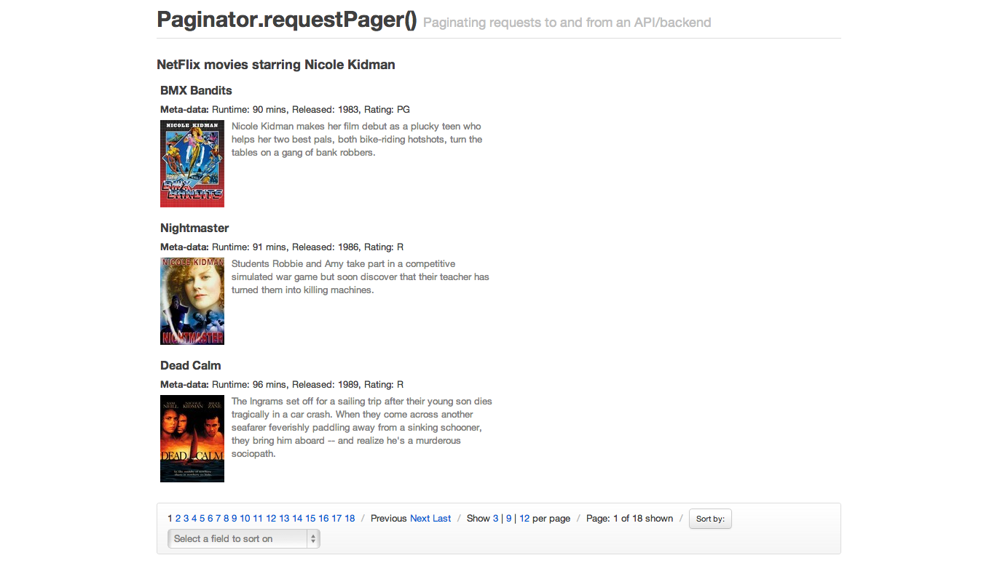 Paginator.requestPager() Paginating requests to and from an API/backend
NetFlix movies starring Nicole Kidman
BMX Bandits
Meta-data: Runtime: 90 mins, Released: 1983, Rating: PG
NICOLE KIDMAN
BMX
BANDITS
Nicole Kidman makes her film debut as a plucky teen who
helps her two best pals, both bike-riding hotshots, turn the
tables on a gang of bank robbers.
Nightmaster
Meta-data: Runtime: 91 mins, Released: 1986, Rating: R
NICOLE KIDMAN
NIGHTMASTER
Students Robbie and Amy take part in a competitive
simulated war game but soon discover that their teacher has
turned them into killing machines.
Dead Calm
Meta-data: Runtime: 96 mins, Released: 1989, Rating: R
SAM NICOLE BILLY
NEILL KIDMAN ZANE
DEAD CALM
The Ingrams set off for a sailing trip after their young son dies
tragically in a car crash. When they come across another
seafarer feverishly paddling away from a sinking schooner,
they bring him aboard -- and realize he's a murderous
sociopath.
1 2 3 4 5 6 7 8 9 10 11 12 13 14 15 16 17 18 / Previous Next Last / Show 3 | 9 | 12 per page / Page: 1 of 18 shown / Sort by:
Select a field to sort on